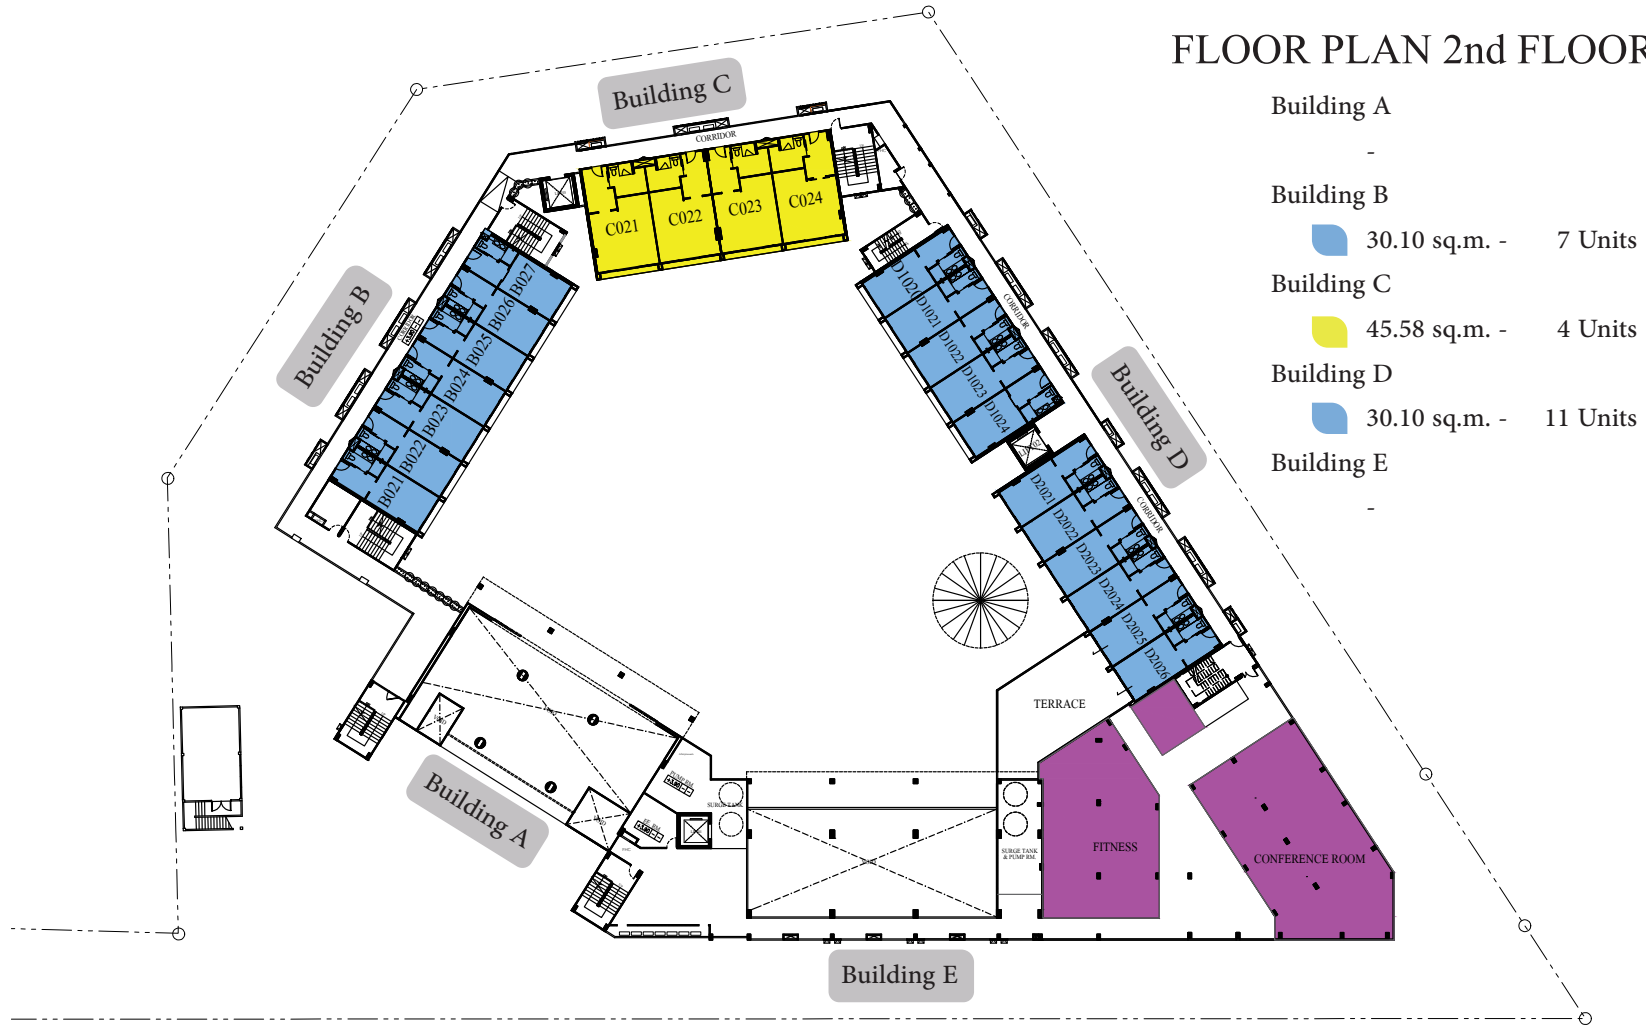 FLOOR PLAN 2nd FLOOR
Building A
-
Building B
30.10 sq.m. - 7 Units
Building C
45.58 sq.m. - 4 Units
Building D
30.10 sq.m. - 11 Units
Building E
-
Building C
CORRIDOR
C021
C022
C023
C024
Building B
B027
B026
B025
B024
B023
B022
B021
D1020
D1021
D1022
D1023
D1024
CORRIDOR
Building D
D2021
D2022
D2023
D2024
D2025
D2026
CORRIDOR
TERRACE
Building A
PUMP RM.
SURGE TANK
SURGE TANK
& PUMP RM.
FITNESS
CONFERENCE ROOM
Building E